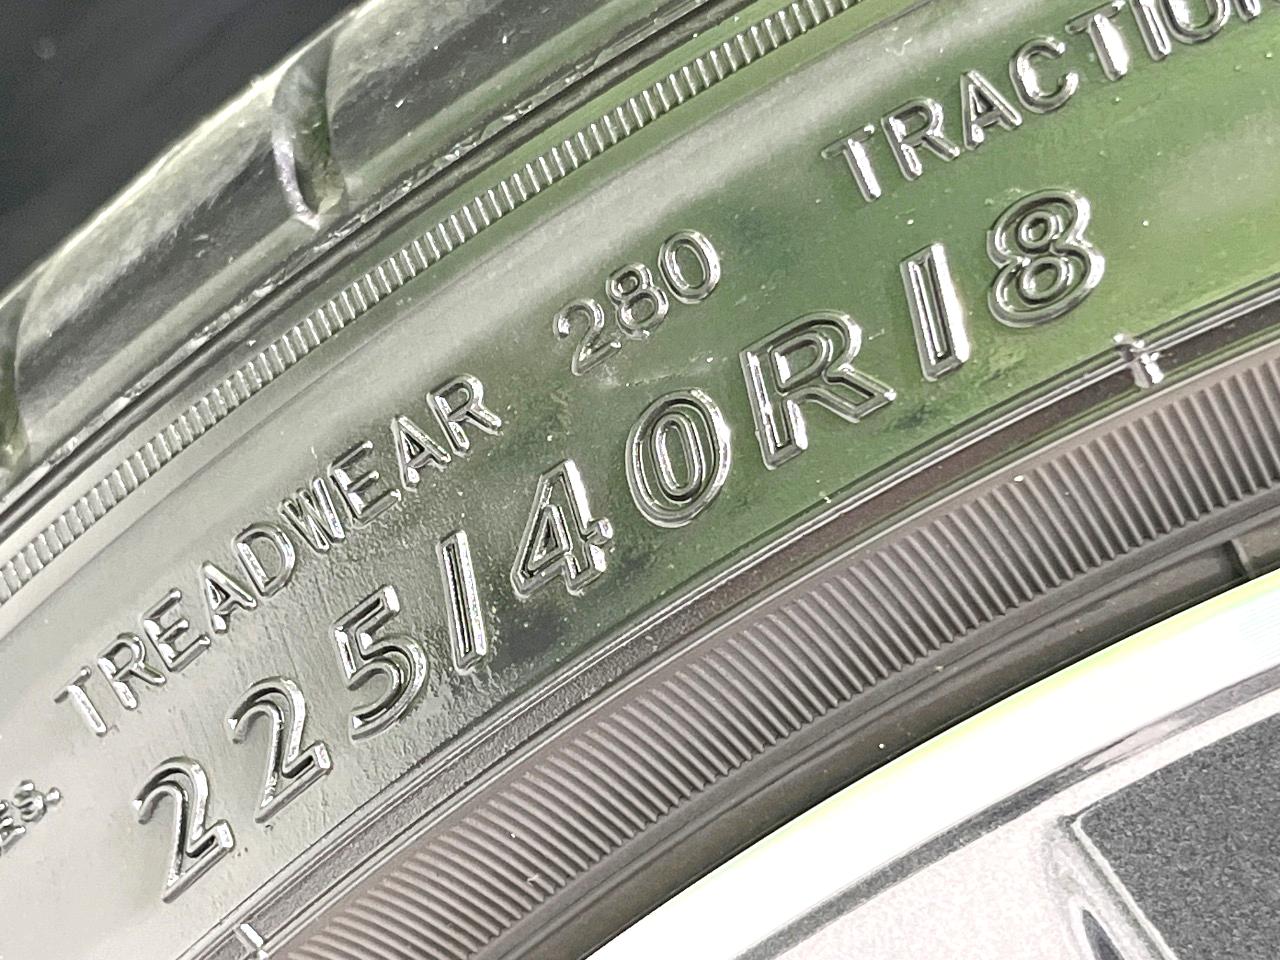 TREADWEAR 280 TRACTION
225/40R18